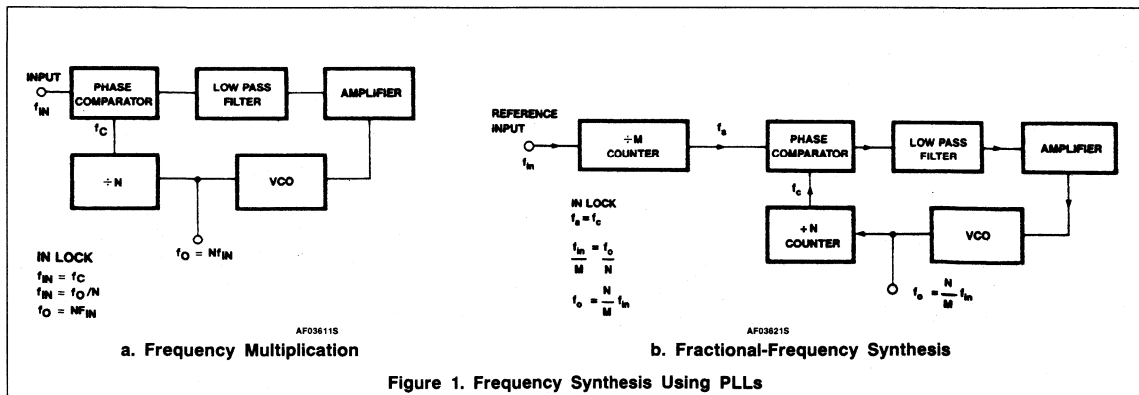 INPUT
f_IN
PHASE
COMPARATOR
LOW PASS
FILTER
AMPLIFIER
f_C
÷N
VCO
f_O = Nf_IN
IN LOCK
f_IN = f_C
f_IN = f_O/N
f_O = NF_IN
AF03611S
a. Frequency Multiplication
REFERENCE
INPUT
f_in
÷M
COUNTER
f_s
PHASE
COMPARATOR
LOW PASS
FILTER
AMPLIFIER
f_c
÷N
COUNTER
VCO
IN LOCK
f_s = f_c
f_in/M = f_o/N
f_o = N/M f_in
f_o = N/M f_in
AF03621S
b. Fractional-Frequency Synthesis
Figure 1. Frequency Synthesis Using PLLs